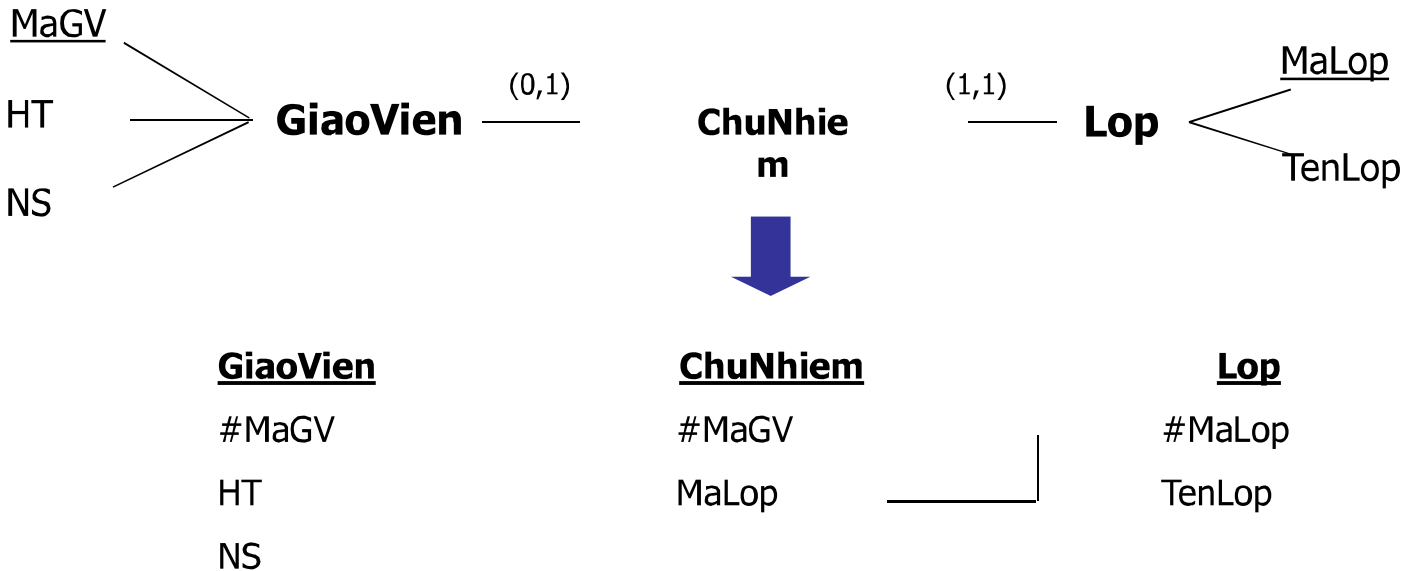 MaGV
HT
NS
GiaoVien
(0,1)
ChuNhie
m
(1,1)
Lop
MaLop
TenLop
GiaoVien
#MaGV
HT
NS
ChuNhiem
#MaGV
MaLop
Lop
#MaLop
TenLop